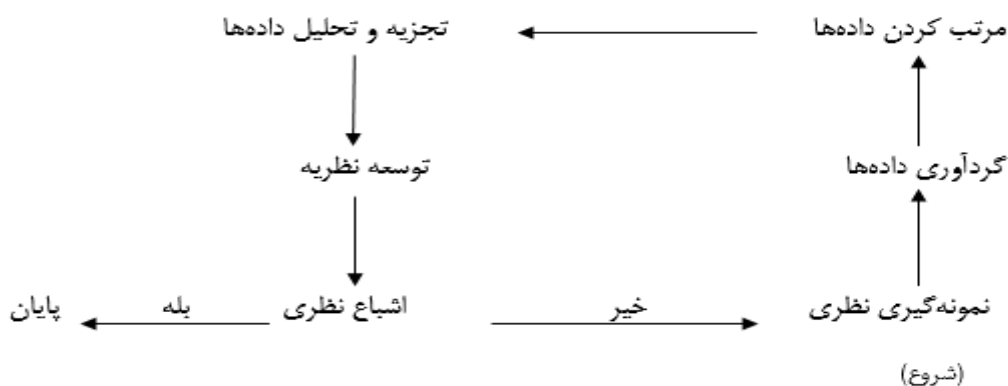 مرتب کردن داده‌ها
تجزیه و تحلیل داده‌ها
گردآوری داده‌ها
توسعه نظریه
نمونه‌گیری نظری
خیر
اشباع نظری
بله
پایان
(شروع)